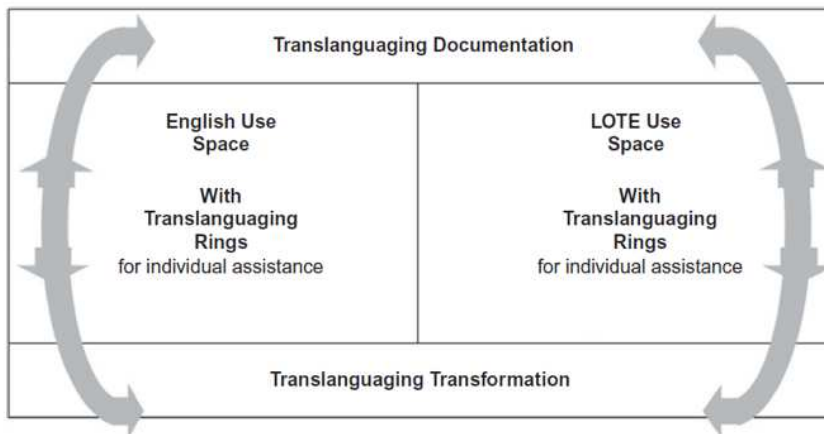 Translanguaging Documentation
English Use
Space
With
Translanguaging
Rings
for individual assistance
LOTE Use
Space
With
Translanguaging
Rings
for individual assistance
Translanguaging Transformation